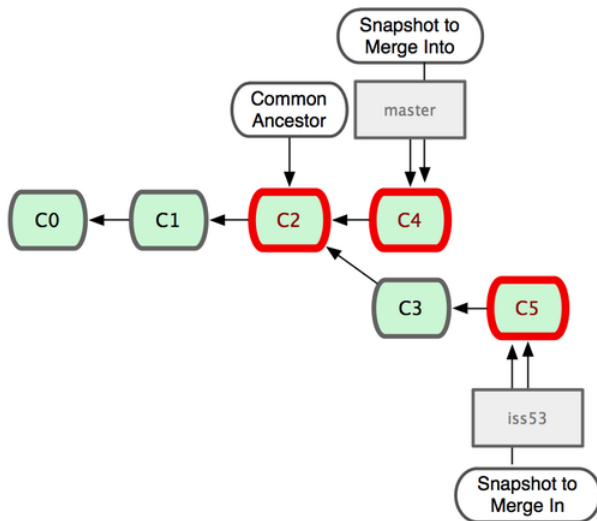 Snapshot to
Merge Into
Common
Ancestor
master
C0
C1
C2
C4
C3
C5
iss53
Snapshot to
Merge In